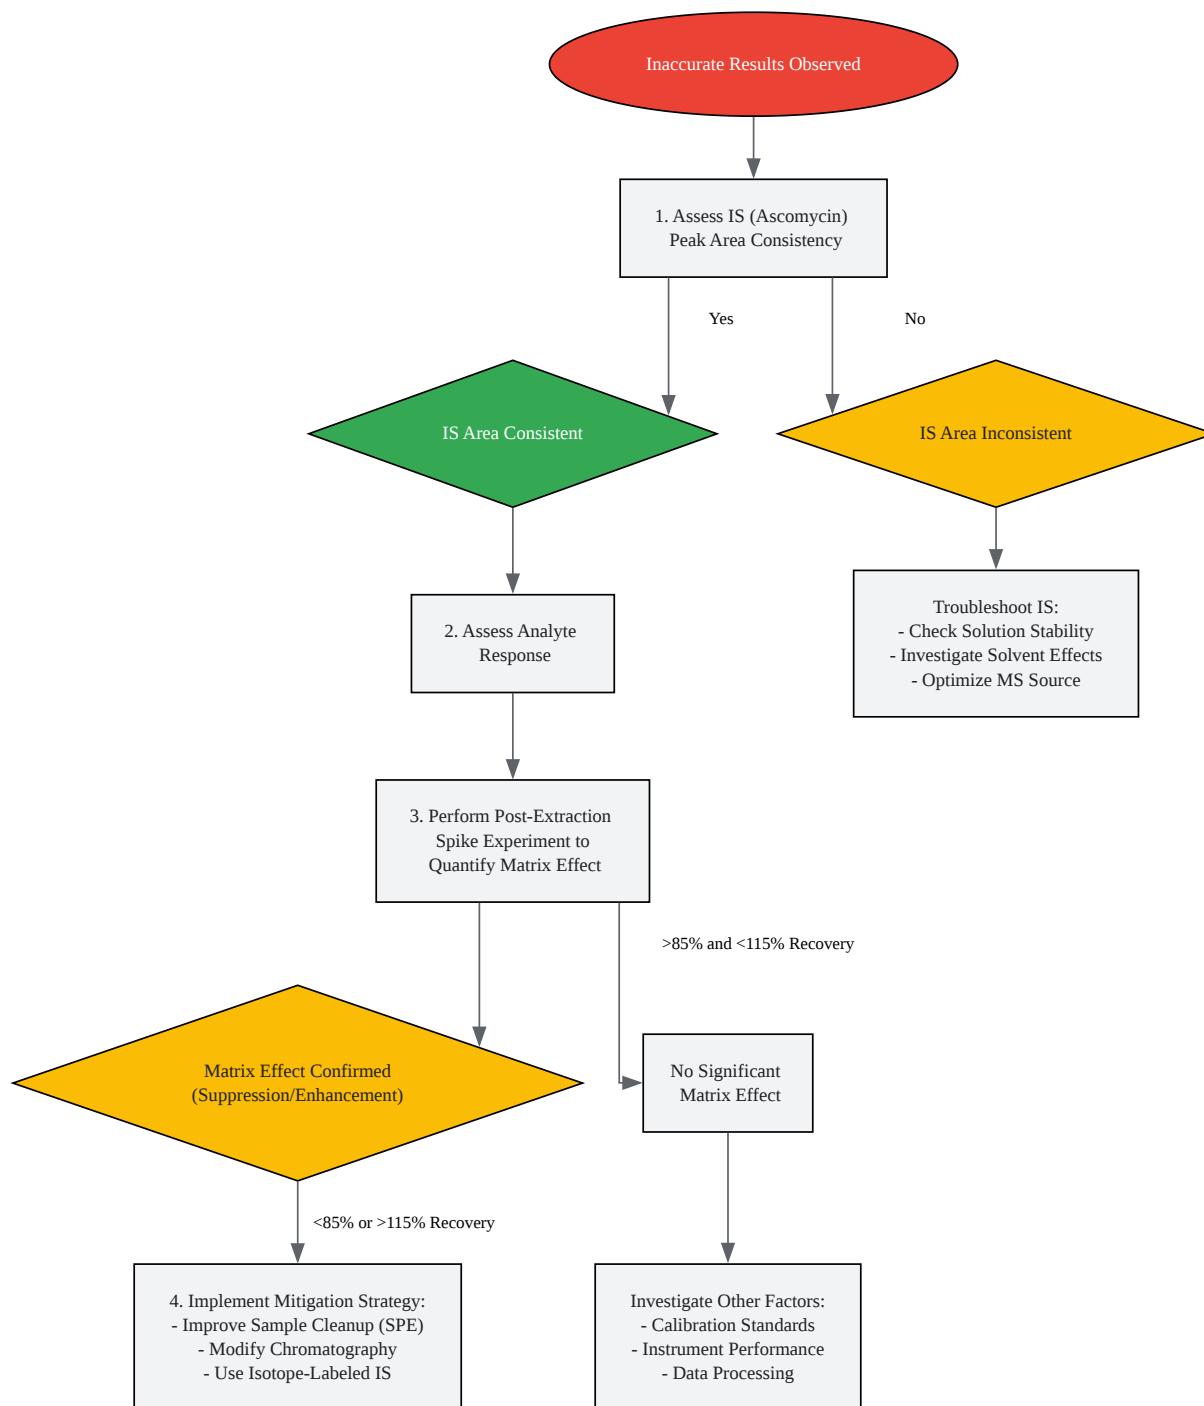 Inaccurate Results Observed
1. Assess IS (Ascomycin)
Peak Area Consistency
Yes
No
IS Area Consistent
IS Area Inconsistent
Troubleshoot IS:
- Check Solution Stability
- Investigate Solvent Effects
- Optimize MS Source
2. Assess Analyte
Response
3. Perform Post-Extraction
Spike Experiment to
Quantify Matrix Effect
>85% and <115% Recovery
Matrix Effect Confirmed
(Suppression/Enhancement)
No Significant
Matrix Effect
<85% or >115% Recovery
4. Implement Mitigation Strategy:
- Improve Sample Cleanup (SPE)
- Modify Chromatography
- Use Isotope-Labeled IS
Investigate Other Factors:
- Calibration Standards
- Instrument Performance
- Data Processing